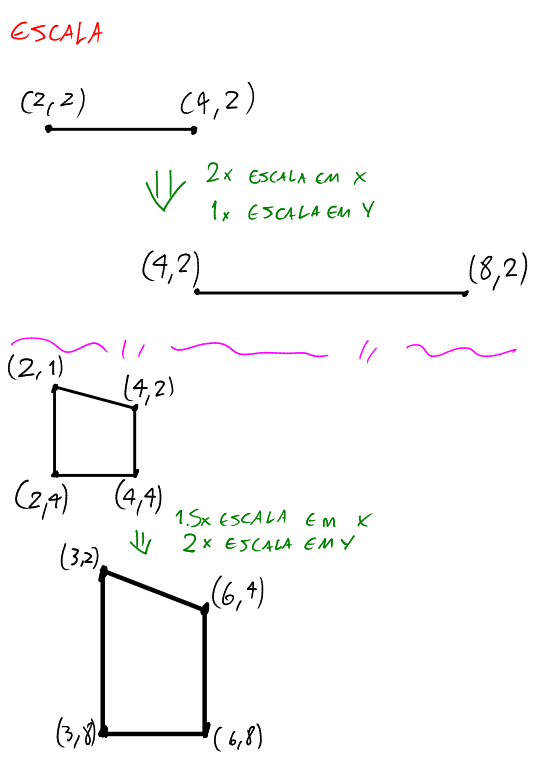 ESCALA
(2,2) (4,2)
2x ESCALA EM X
1x ESCALA EM Y
(4,2) (8,2)
(2,1)
(4,2)
(2,4) (4,4)
1.5x ESCALA EM X
2x ESCALA EM Y
(3,2)
(6,4)
(3,8) (6,8)